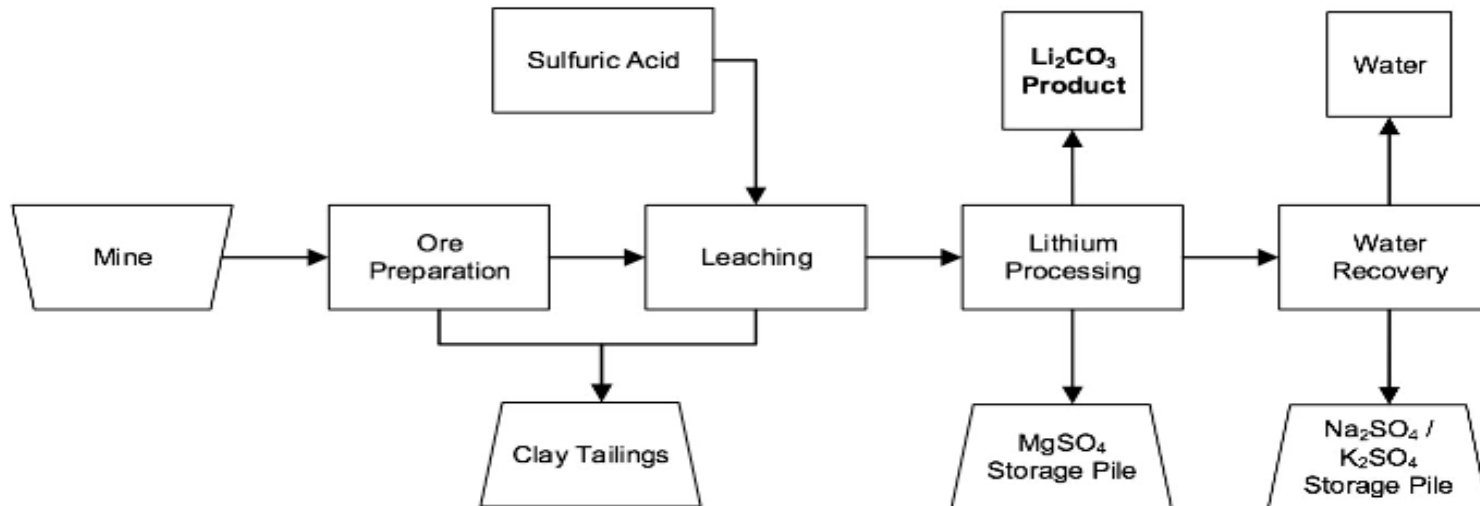 Sulfuric Acid
Li₂CO₃
Product
Water
Mine
Ore
Preparation
Leaching
Lithium
Processing
Water
Recovery
Clay Tailings
MgSO₄
Storage Pile
Na₂SO₄ /
K₂SO₄
Storage Pile